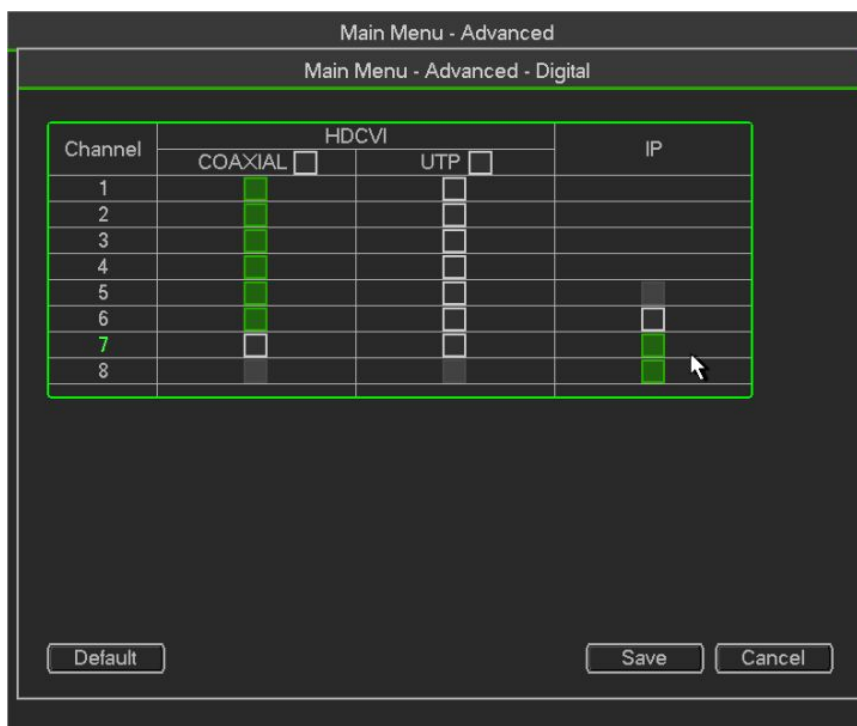 Main Menu - Advanced
Main Menu - Advanced - Digital
Channel HDCVI IP
COAXIAL UTP
1
2
3
4
5
6
7
8
Default Save Cancel